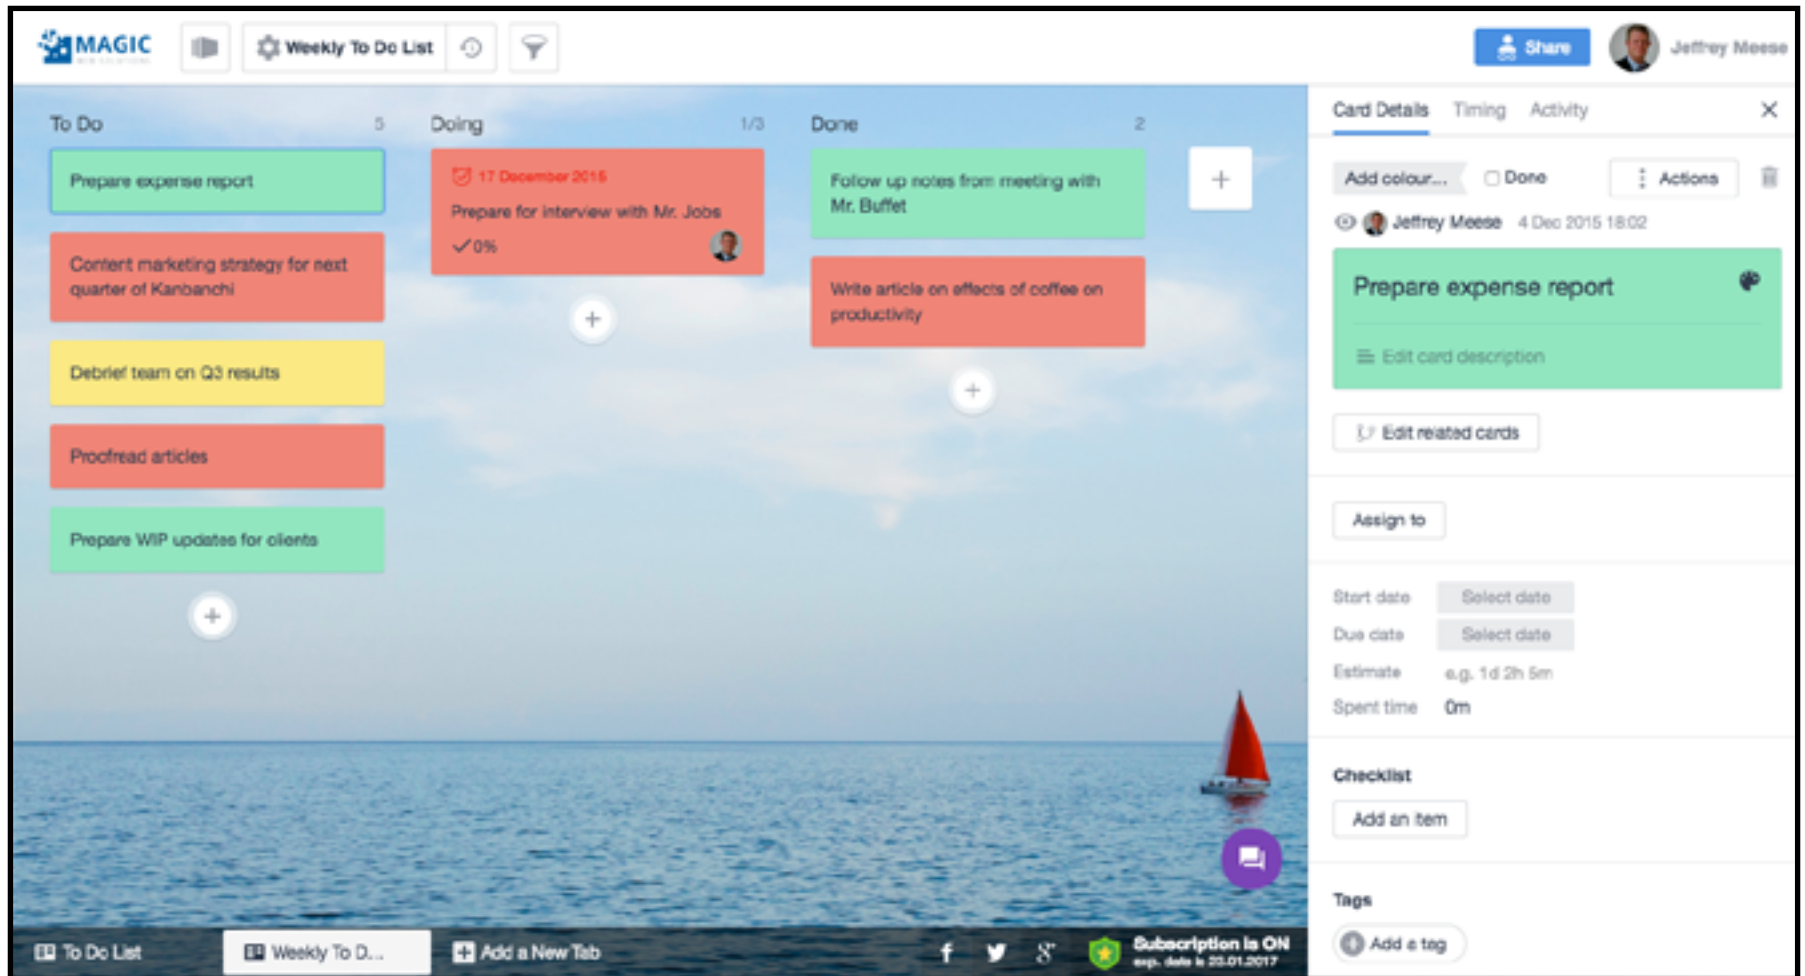 MAGIC
WEB SOLUTIONS
Weekly To Do List
Share
Jeffrey Meese
To Do 5
Prepare expense report
Content marketing strategy for next
quarter of Kanbanchi
Debrief team on Q3 results
Proofread articles
Prepare WIP updates for clients
Doing 1/3
17 December 2015
Prepare for interview with Mr. Jobs
0%
Done 2
Follow up notes from meeting with
Mr. Buffet
Write article on effects of coffee on
productivity
Card Details Timing Activity
Add colour... Done Actions
Jeffrey Meese 4 Dec 2015 18:02
Prepare expense report
Edit card description
Edit related cards
Assign to
Start date Select date
Due date Select date
Estimate e.g. 1d 2h 5m
Spent time 0m
Checklist
Add an item
Tags
Add a tag
To Do List
Weekly To D...
Add a New Tab
Subscription is ON
exp. date is 23.01.2017